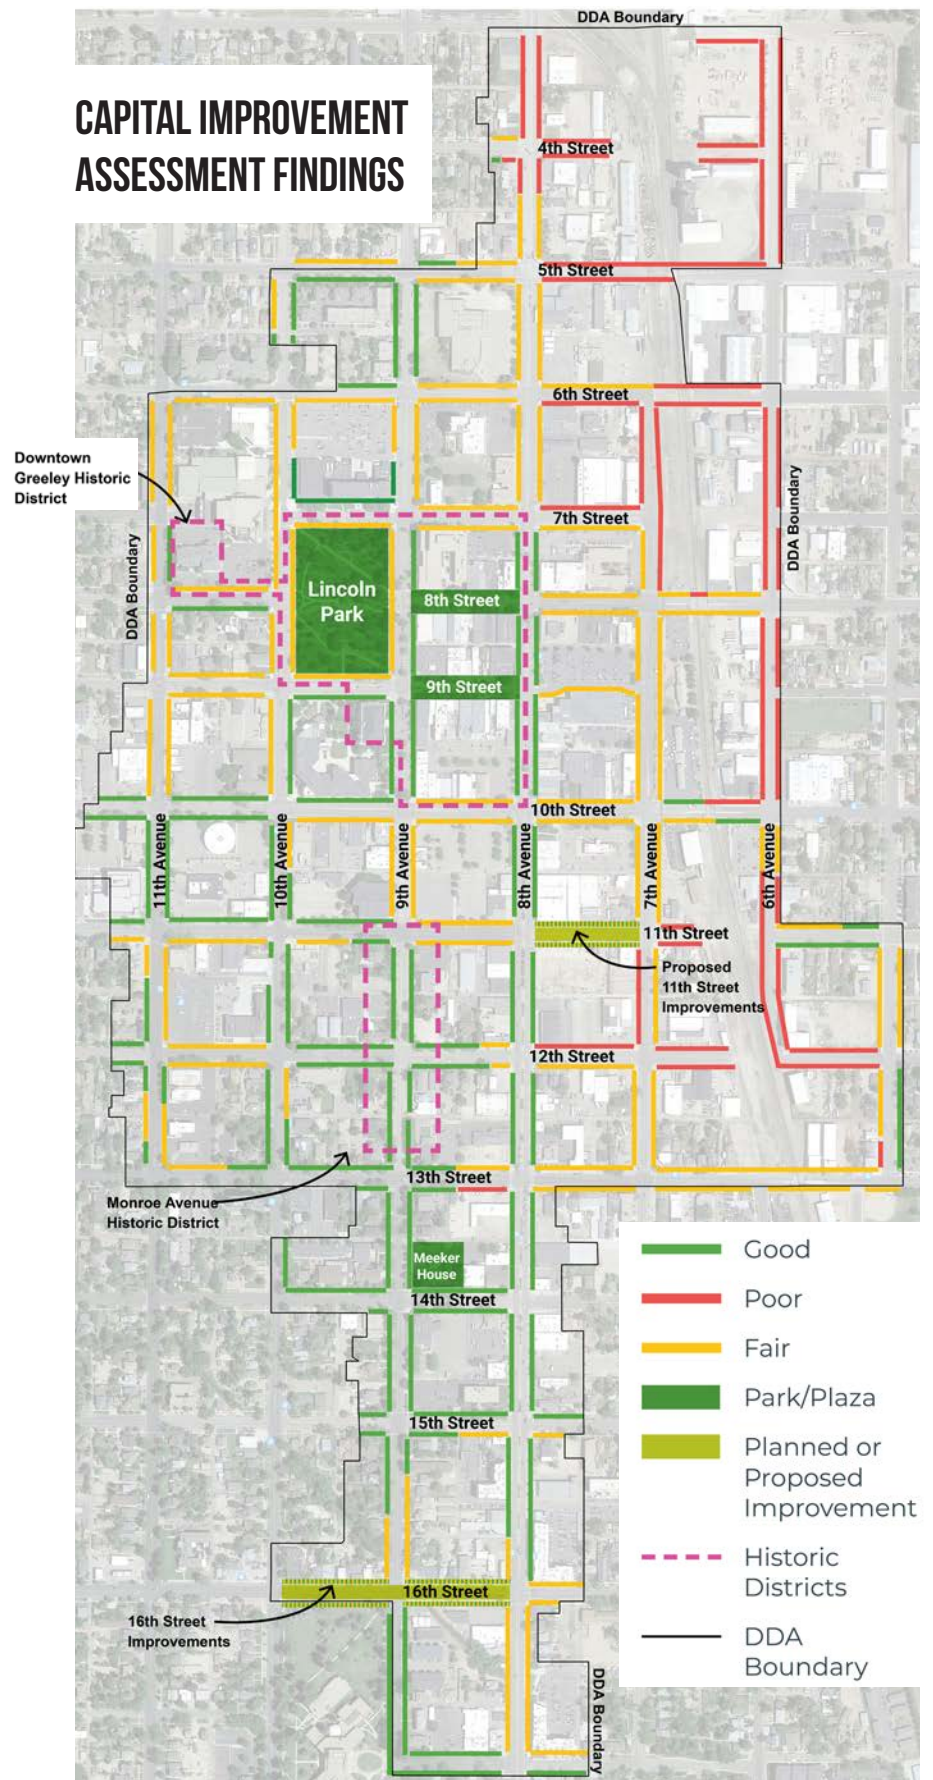 DDA Boundary
CAPITAL IMPROVEMENT
ASSESSMENT FINDINGS
4th Street
5th Street
6th Street
Downtown
Greeley Historic
District
DDA Boundary
7th Street
DDA Boundary
Lincoln
Park
8th Street
9th Street
10th Street
11th Avenue
10th Avenue
9th Avenue
8th Avenue
7th Avenue
6th Avenue
11th Street
Proposed
11th Street
Improvements
12th Street
13th Street
Monroe Avenue
Historic District
Meeker
House
14th Street
15th Street
16th Street
16th Street
Improvements
DDA Boundary
Good
Poor
Fair
Park/Plaza
Planned or
Proposed
Improvement
Historic
Districts
DDA
Boundary